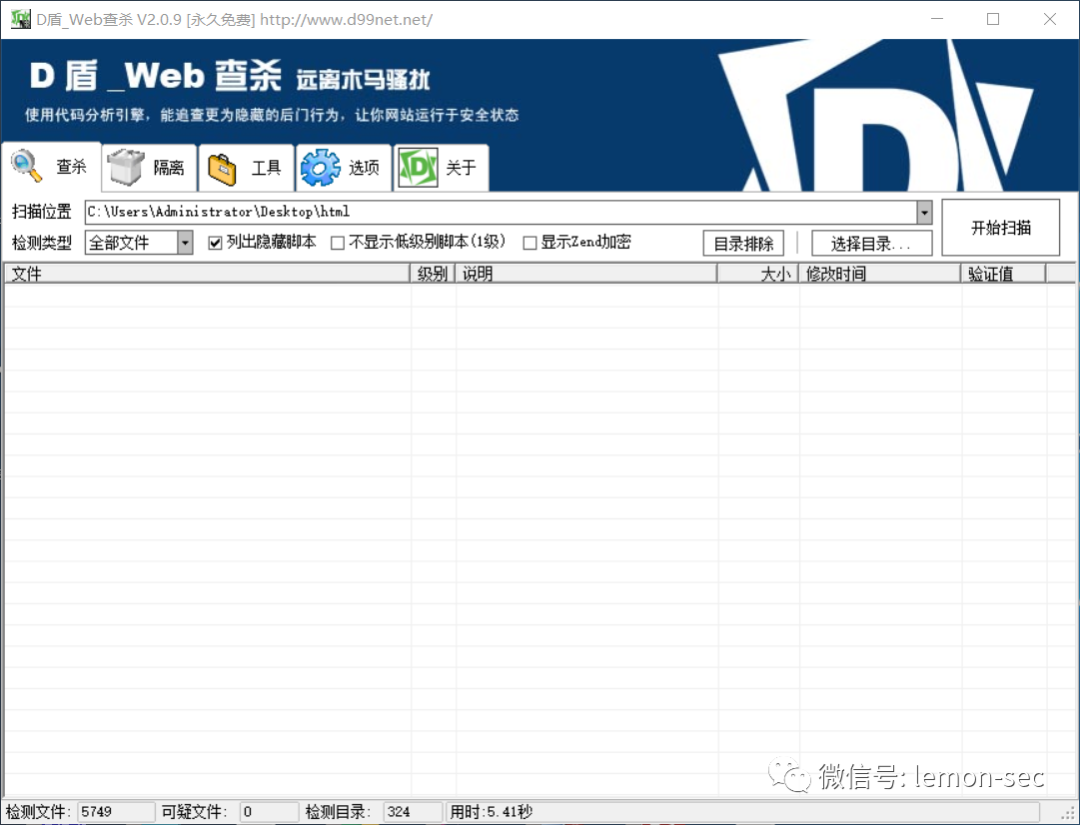 D盾_Web查杀 V2.0.9 [永久免费] http://www.d99net.net/
D 盾 _Web 查杀 远离木马骚扰
使用代码分析引擎，能追查更为隐藏的后门行为，让你网站运行于安全状态
D
查杀 隔离 工具 选项 D 关于
扫描位置 C:\Users\Administrator\Desktop\html 开始扫描
检测类型 全部文件 列出隐藏脚本 不显示低级别脚本(1级) 显示Zend加密 目录排除 选择目录...
文件 级别 说明 大小 修改时间 验证值
微信号: lemon-sec
检测文件: 5749 可疑文件: 0 检测目录: 324 用时:5.41秒